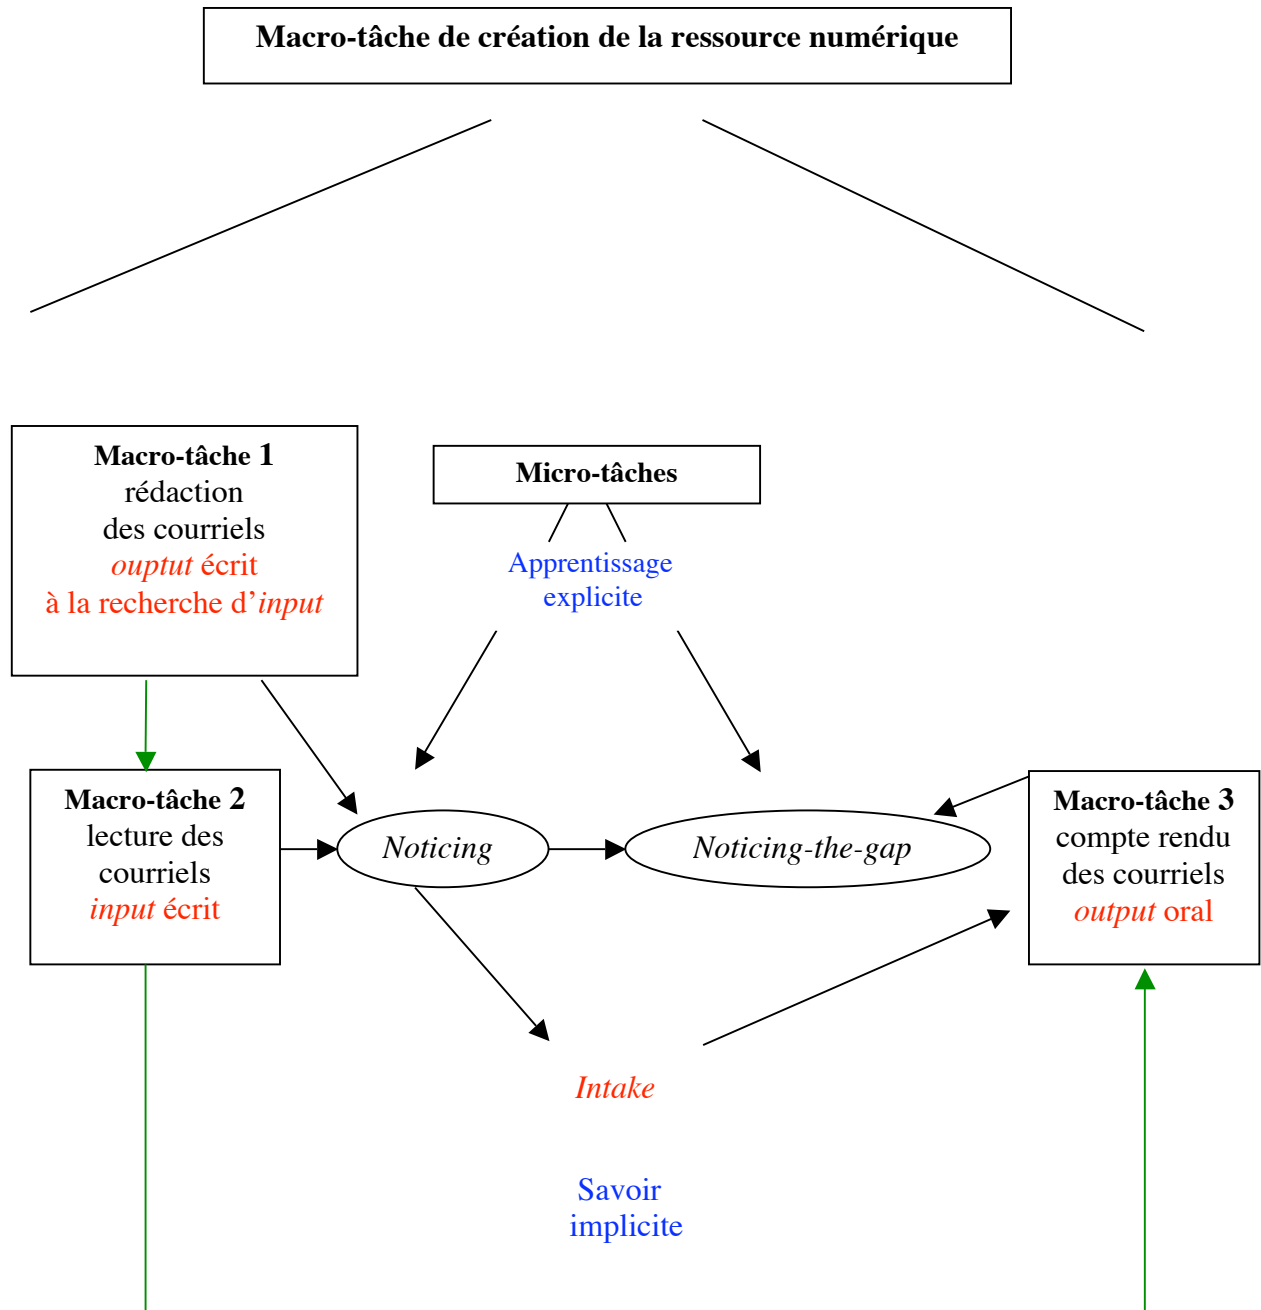 Macro-tâche de création de la ressource numérique
Macro-tâche 1
rédaction
des courriels
ouptut écrit
à la recherche d’input
Micro-tâches
Apprentissage
explicite
Macro-tâche 2
lecture des
courriels
input écrit
Noticing
Noticing-the-gap
Macro-tâche 3
compte rendu
des courriels
output oral
Intake
Savoir
implicite